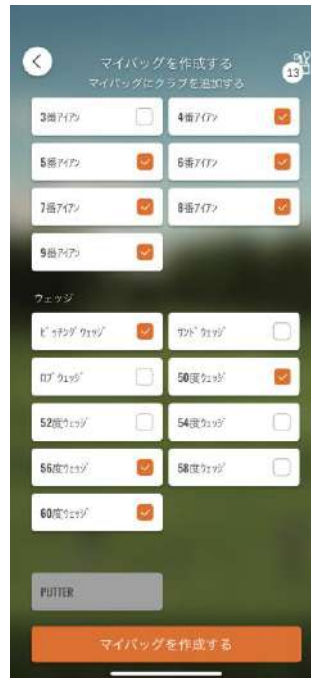 マイバッグを作成する
マイバッグにクラブを追加する
13
3番ｱｲｱﾝ
4番ｱｲｱﾝ
5番ｱｲｱﾝ
6番ｱｲｱﾝ
7番ｱｲｱﾝ
8番ｱｲｱﾝ
9番ｱｲｱﾝ
ウェッジ
ﾋﾟｯﾁﾝｸﾞ ｳｪｯｼﾞ
ｻﾝﾄﾞ ｳｪｯｼﾞ
ﾛﾌﾞ ｳｪｯｼﾞ
50度ｳｪｯｼﾞ
52度ｳｪｯｼﾞ
54度ｳｪｯｼﾞ
56度ｳｪｯｼﾞ
58度ｳｪｯｼﾞ
60度ｳｪｯｼﾞ
PUTTER
マイバッグを作成する